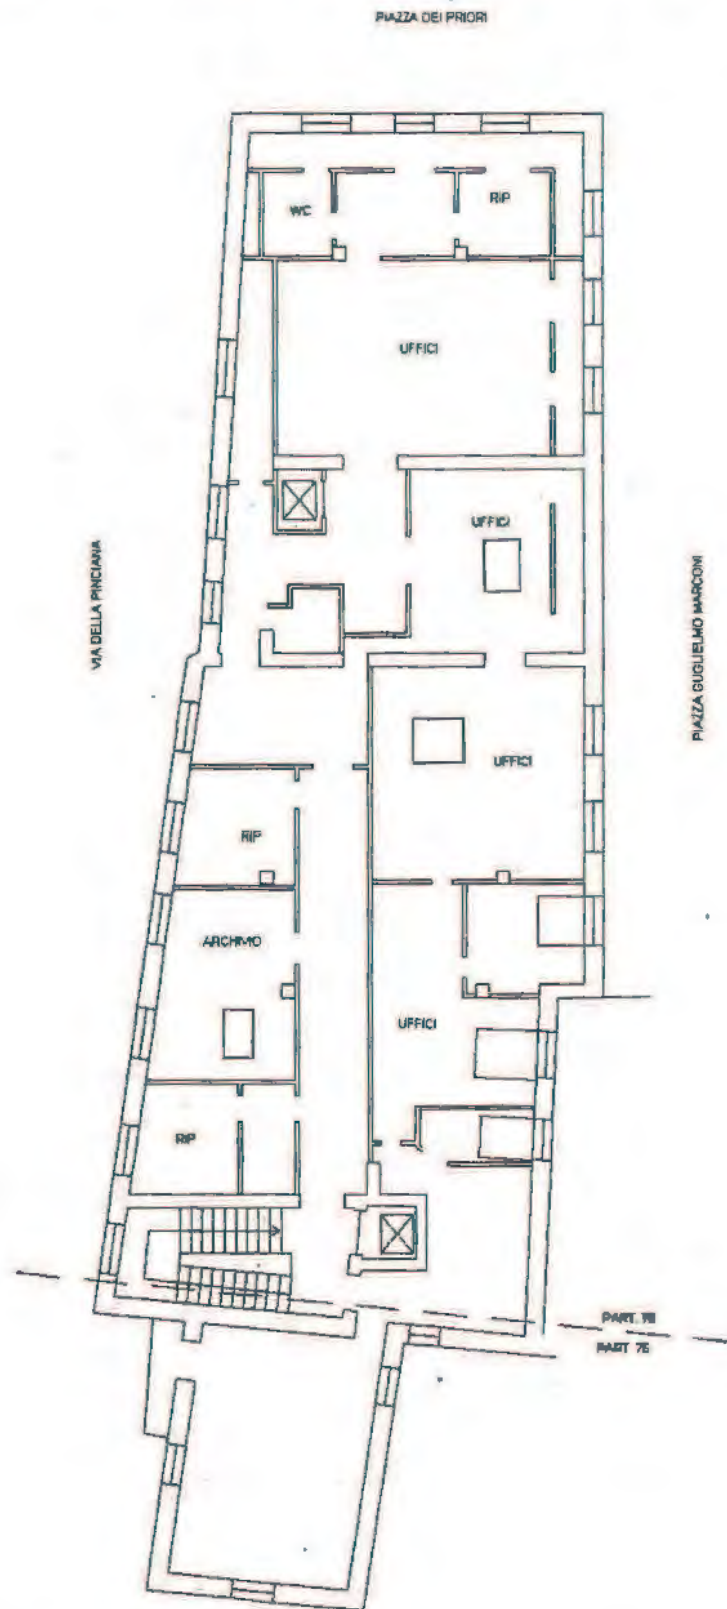 PIAZZA DEI PRIORI
WC
RIP
UFFICI
UFFICI
VIA DELLA PINCIANA
PIAZZA GUGLIELMO MARCONI
UFFICI
RIP
ARCHIVIO
UFFICI
RIP
PART.
PART 75